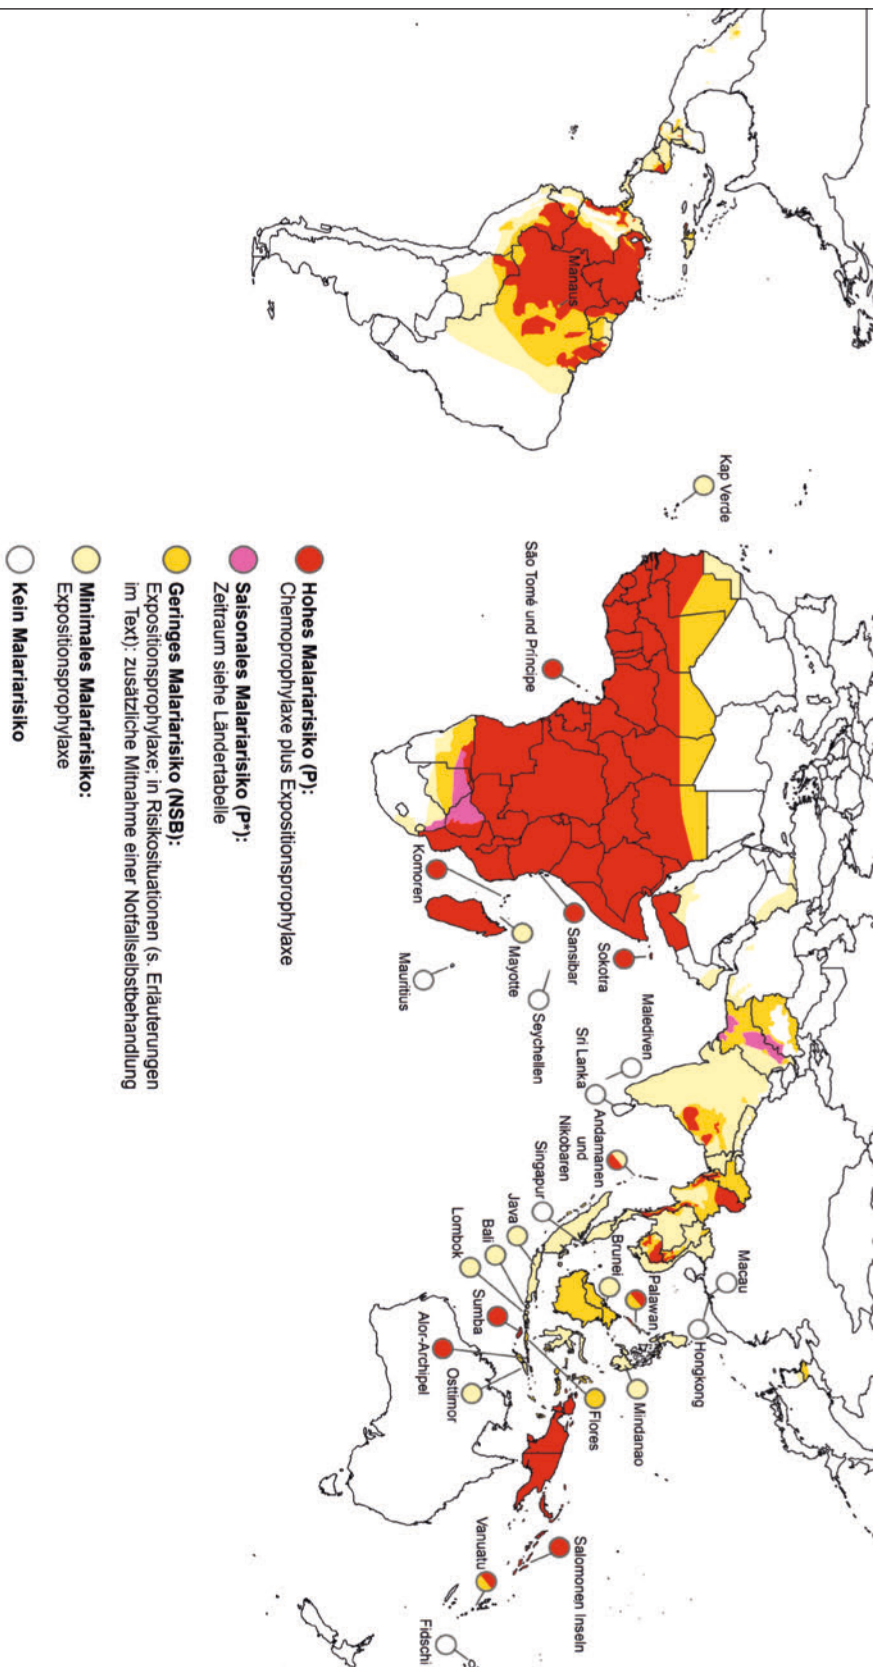 Manaus
Kap Verde
São Tomé und Príncipe
Komoren
Mayotte
Mauritius
Sansibar
Sokotra
Seychellen
Malediven
Sri Lanka
Andamanen
und
Nikobaren
Singapur
Java
Bali
Lombok
Sumba
Alor-Archipel
Osttimor
Brunei
Palawan
Macau
Hongkong
Mindanao
Flores
Salomonen Inseln
Vanuatu
Fidschi
Hohes Malariarisiko (P):
Chemoprophylaxe plus Expositionsprophylaxe
Saisonales Malariarisiko (P*):
Zeitraum siehe Ländertabelle
Geringes Malariarisiko (NSB):
Expositionsprophylaxe; in Risikosituationen (s. Erläuterungen
im Text): zusätzliche Mitnahme einer Notfallselbstbehandlung
Minimales Malariarisiko:
Expositionsprophylaxe
Kein Malariarisiko